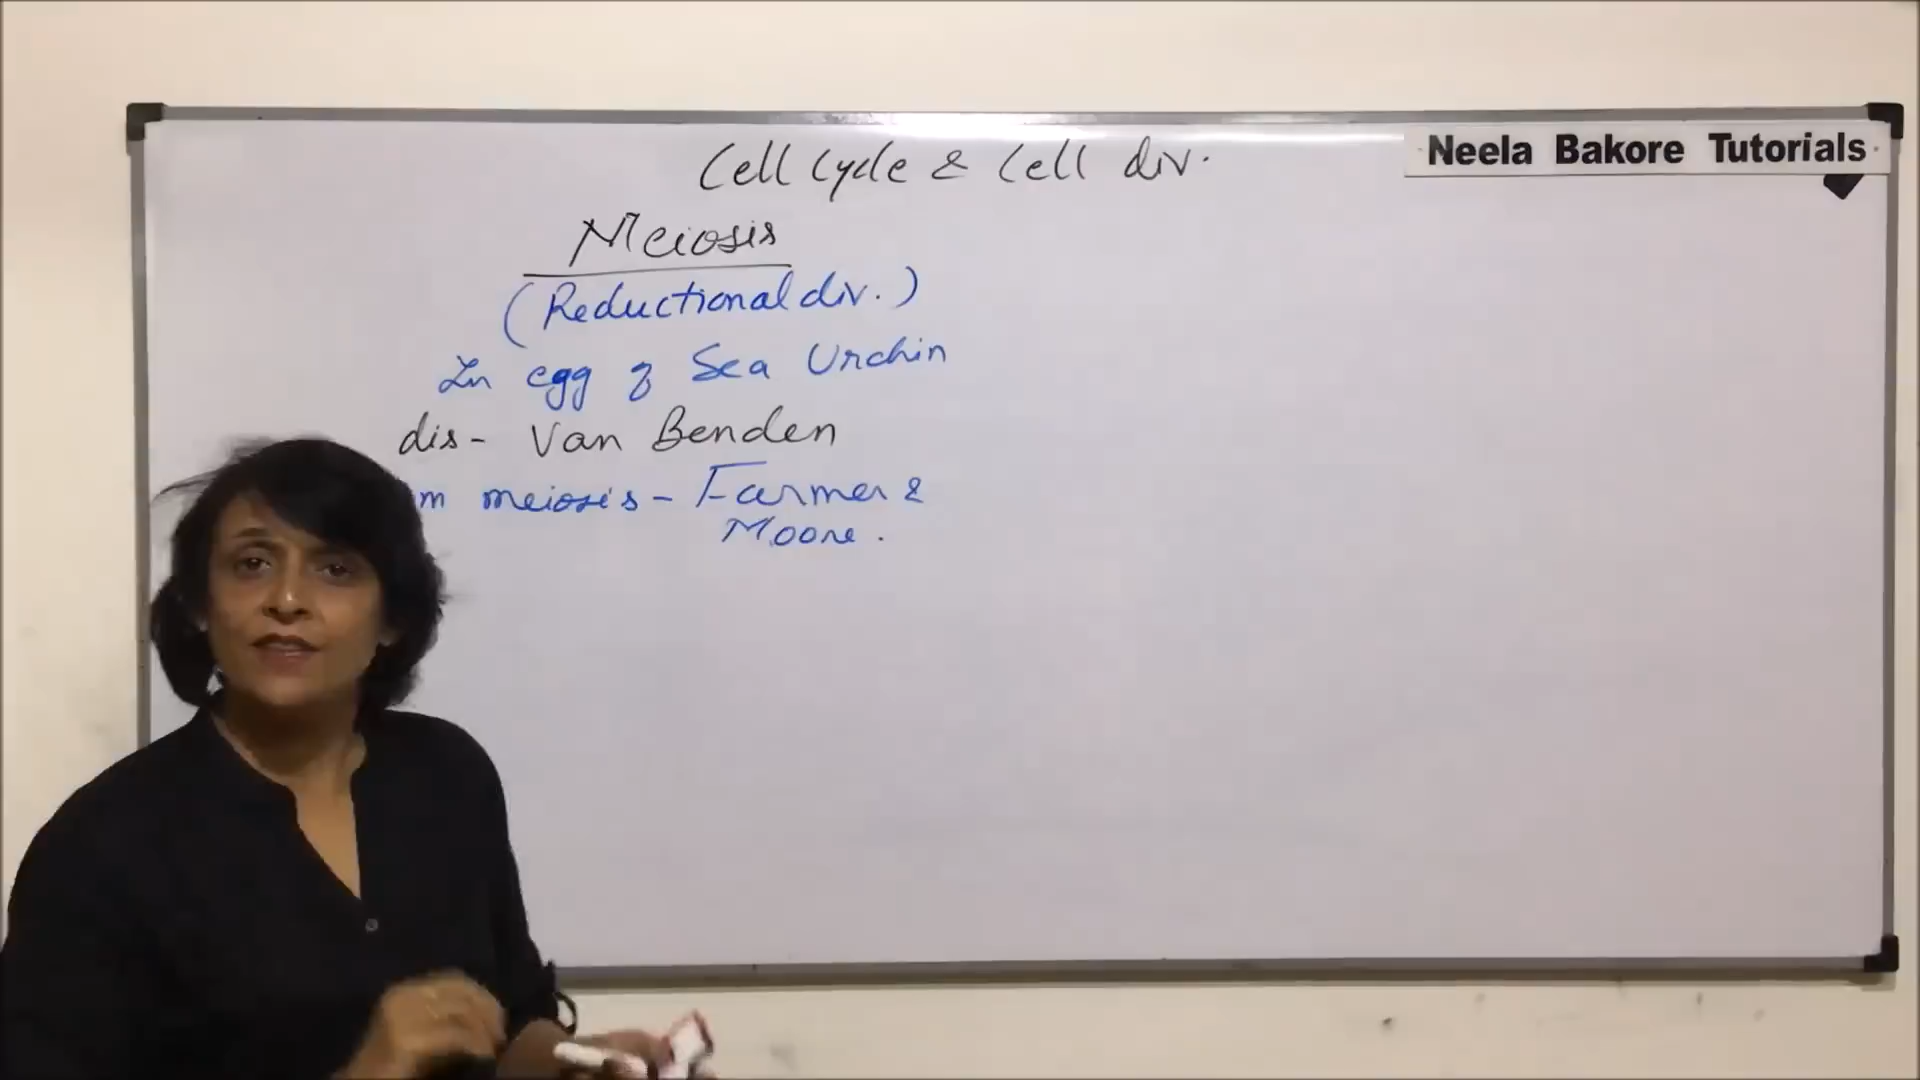 Neela Bakore Tutorials
Cell Cycle & Cell div.
Meiosis
(Reductional div.)
In egg of Sea Urchin
dis- Van Benden
m meiosis - Farmer &
Moore.